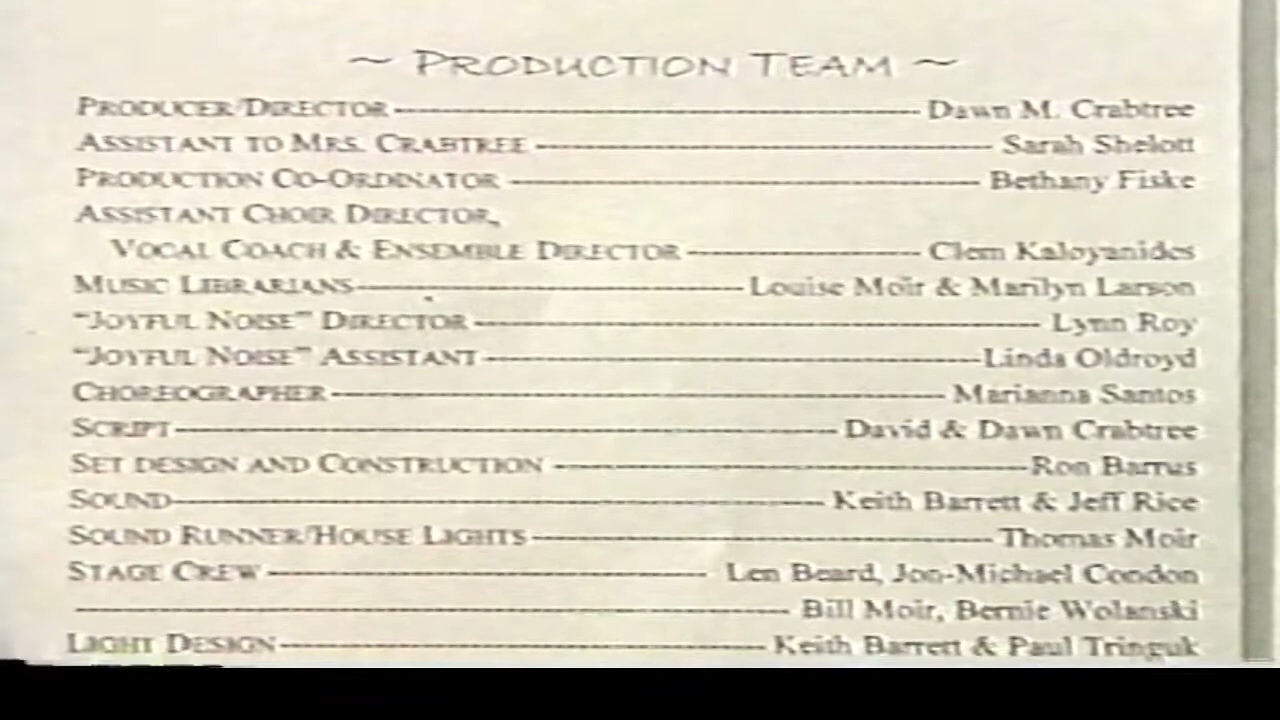 ~ PRODUCTION TEAM ~
PRODUCER/DIRECTOR Dawn M. Crabtree
ASSISTANT TO MRS. CRABTREE Sarah Shelott
PRODUCTION CO-ORDINATOR Bethany Fiske
ASSISTANT CHOIR DIRECTOR,
VOCAL COACH & ENSEMBLE DIRECTOR Clem Kaloyanides
MUSIC LIBRARIANS Louise Moir & Marilyn Larson
"JOYFUL NOISE" DIRECTOR Lynn Roy
"JOYFUL NOISE" ASSISTANT Linda Oldroyd
CHOREOGRAPHER Marianna Santos
SCRIPT David & Dawn Crabtree
SET DESIGN AND CONSTRUCTION Ron Barrus
SOUND Keith Barrett & Jeff Rice
SOUND RUNNER/HOUSE LIGHTS Thomas Moir
STAGE CREW Len Beard, Jon-Michael Condon
Bill Moir, Bernie Wolanski
LIGHT DESIGN Keith Barrett & Paul Tringuk